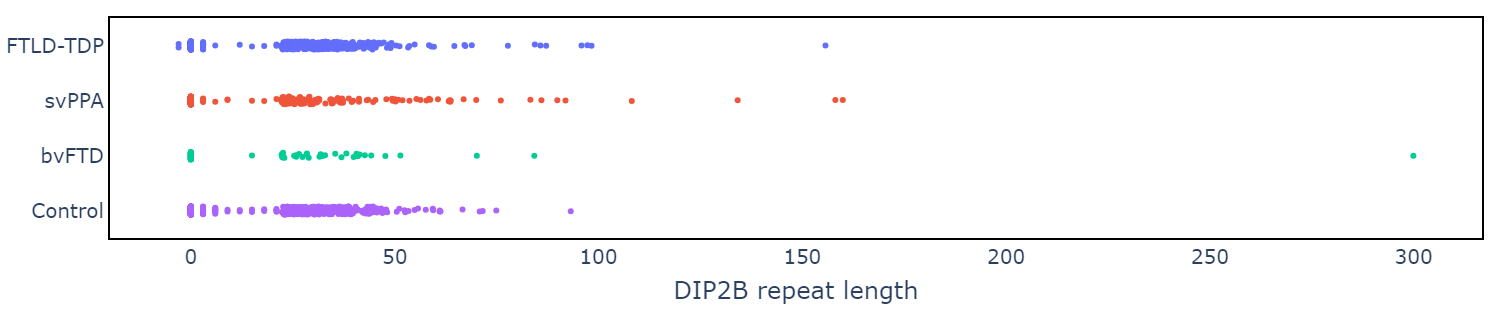 FTLD-TDP
svPPA
bvFTD
Control
0 50 100 150 200 250 300
DIP2B repeat length